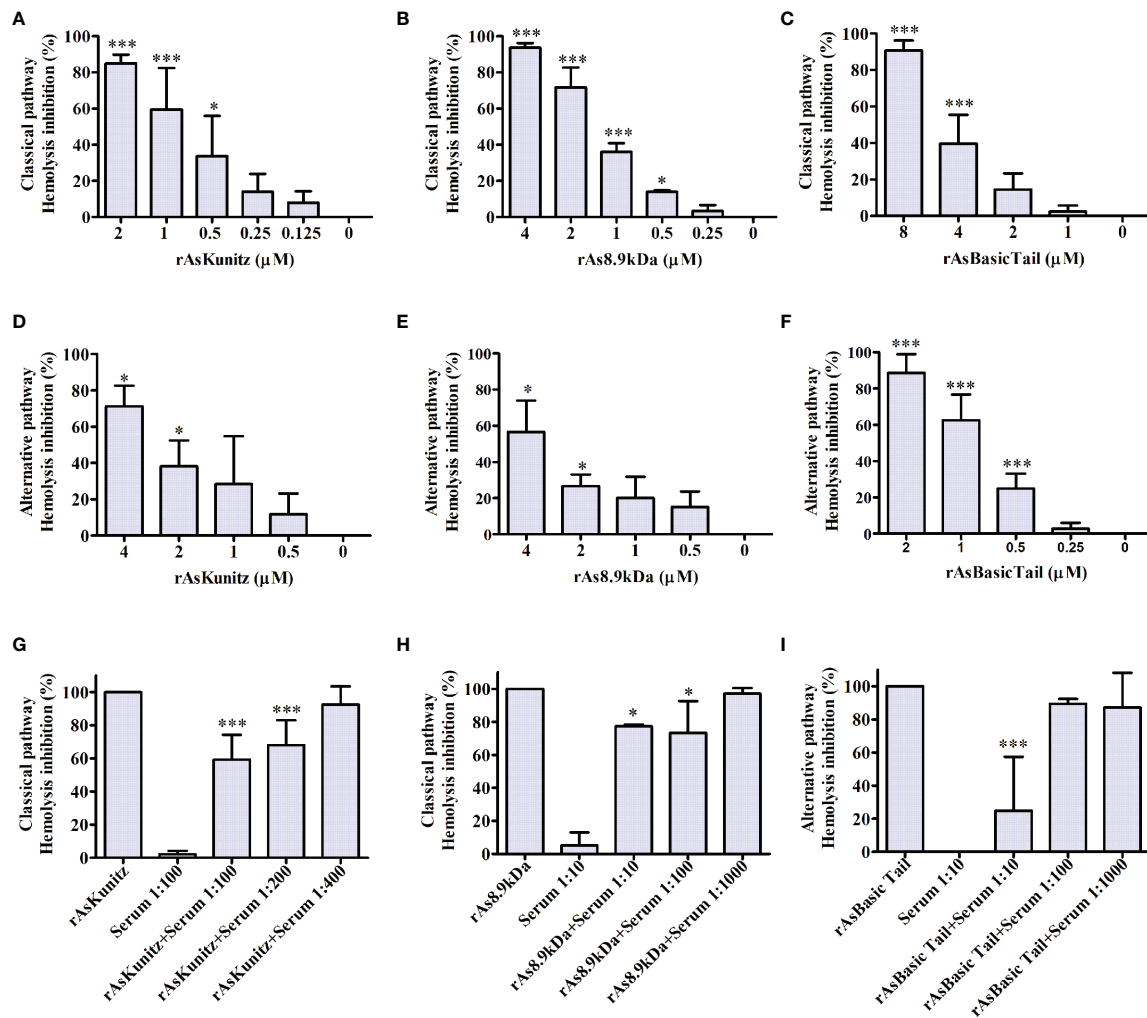 A
Classical pathway
Hemolysis inhibition (%)
100
80
60
40
20
0
***
***
*
2 1 0.5 0.25 0.125 0
rAsKunitz (μM)
B
Classical pathway
Hemolysis inhibition (%)
100
80
60
40
20
0
***
***
***
*
4 2 1 0.5 0.25 0
rAs8.9kDa (μM)
C
Classical pathway
Hemolysis inhibition (%)
100
80
60
40
20
0
***
***
8 4 2 1 0
rAsBasicTail (μM)
D
Alternative pathway
Hemolysis inhibition (%)
100
80
60
40
20
0
*
*
4 2 1 0.5 0
rAsKunitz (μM)
E
Alternative pathway
Hemolysis inhibition (%)
100
80
60
40
20
0
*
*
4 2 1 0.5 0
rAs8.9kDa (μM)
F
Alternative pathway
Hemolysis inhibition (%)
100
80
60
40
20
0
***
***
***
2 1 0.5 0.25 0
rAsBasicTail (μM)
G
Classical pathway
Hemolysis inhibition (%)
100
80
60
40
20
0
***
***
rAsKunitz
Serum 1:100
rAsKunitz+Serum 1:100
rAsKunitz+Serum 1:200
rAsKunitz+Serum 1:400
H
Classical pathway
Hemolysis inhibition (%)
100
80
60
40
20
0
*
*
rAs8.9kDa
Serum 1:10
rAs8.9kDa+Serum 1:10
rAs8.9kDa+Serum 1:100
rAs8.9kDa+Serum 1:1000
I
Alternative pathway
Hemolysis inhibition (%)
100
80
60
40
20
0
***
rAsBasic Tail
Serum 1:10
rAsBasic Tail+Serum 1:10
rAsBasic Tail+Serum 1:100
rAsBasic Tail+Serum 1:1000